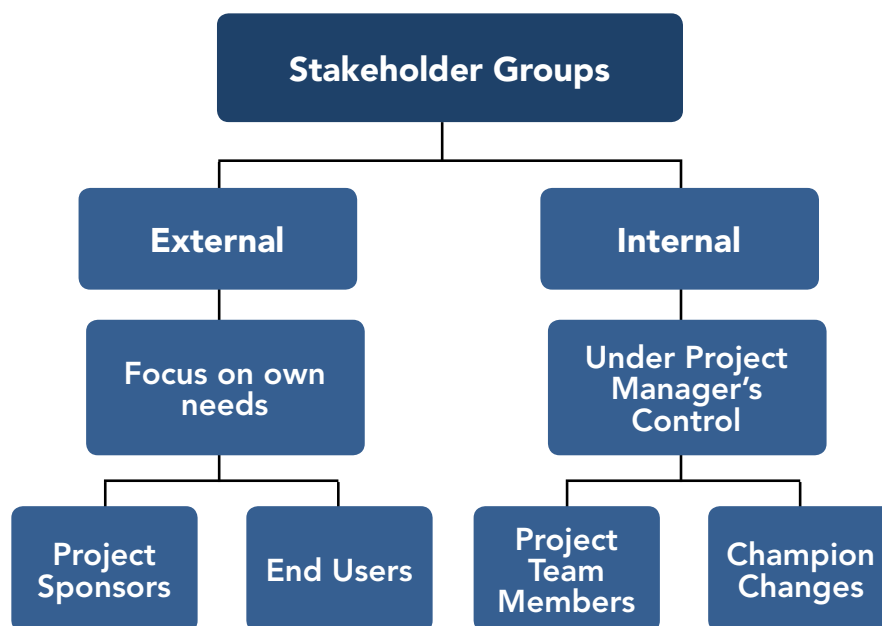 Stakeholder Groups
External
Internal
Focus on own
needs
Under Project
Manager‘s
Control
Project
Sponsors
End Users
Project
Team
Members
Champion
Changes